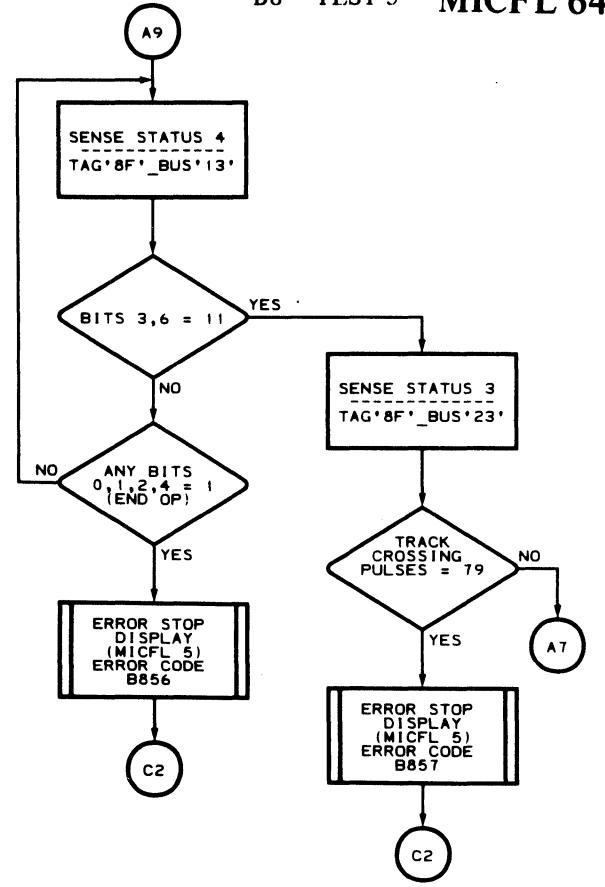 B8 TEST 5 MICFL 64
A9
SENSE STATUS 4
TAG'8F'_BUS'13'
BITS 3,6 = 11
YES
NO
SENSE STATUS 3
TAG'8F'_BUS'23'
NO
ANY BITS
0,1,2,4 = 1
(END OP)
YES
TRACK
CROSSING
PULSES = 79
NO
A7
YES
ERROR STOP
DISPLAY
(MICFL 5)
ERROR CODE
B856
ERROR STOP
DISPLAY
(MICFL 5)
ERROR CODE
B857
C2
C2